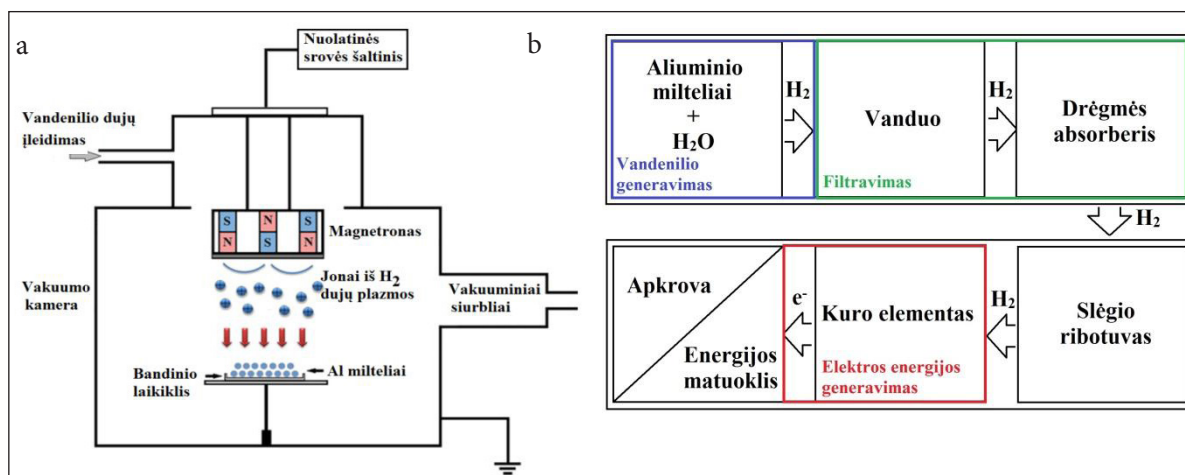 a
Nuolatinės
srovės šaltinis
Vandenilio dujų
įleidimas
S N S
N S N
Magnetronas
Jonai iš H₂
dujų plazmos
Vakuumo
kamera
Vakuuminiai
siurbliai
Bandinio
laikiklis
Al milteliai
b
Aliuminio
milteliai
+
H₂O
Vandenilio
generavimas
H₂
Vanduo
Filtravimas
H₂
Drėgmės
absorberis
H₂
Apkrova
Energijos
matuoklis
e⁻
Kuro elementas
Elektros energijos
generavimas
H₂
Slėgio
ribotuvas